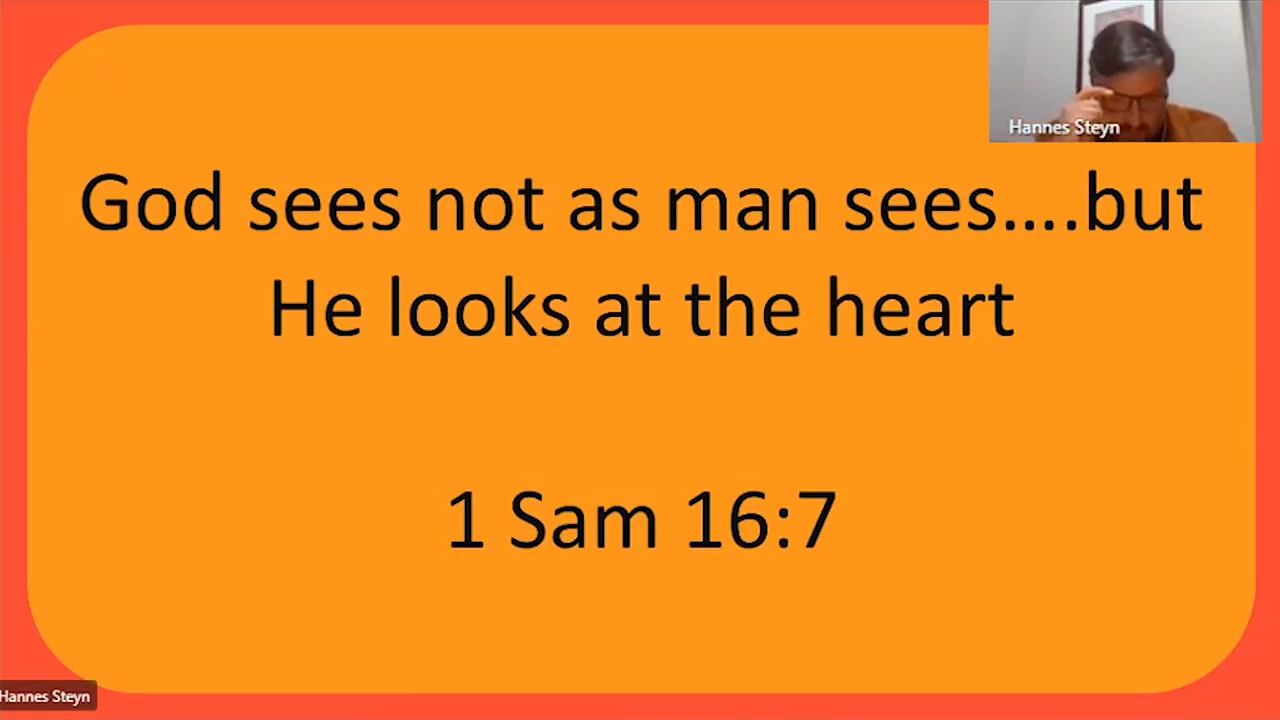 Hannes Steyn
God sees not as man sees....but
He looks at the heart
1 Sam 16:7
Hannes Steyn